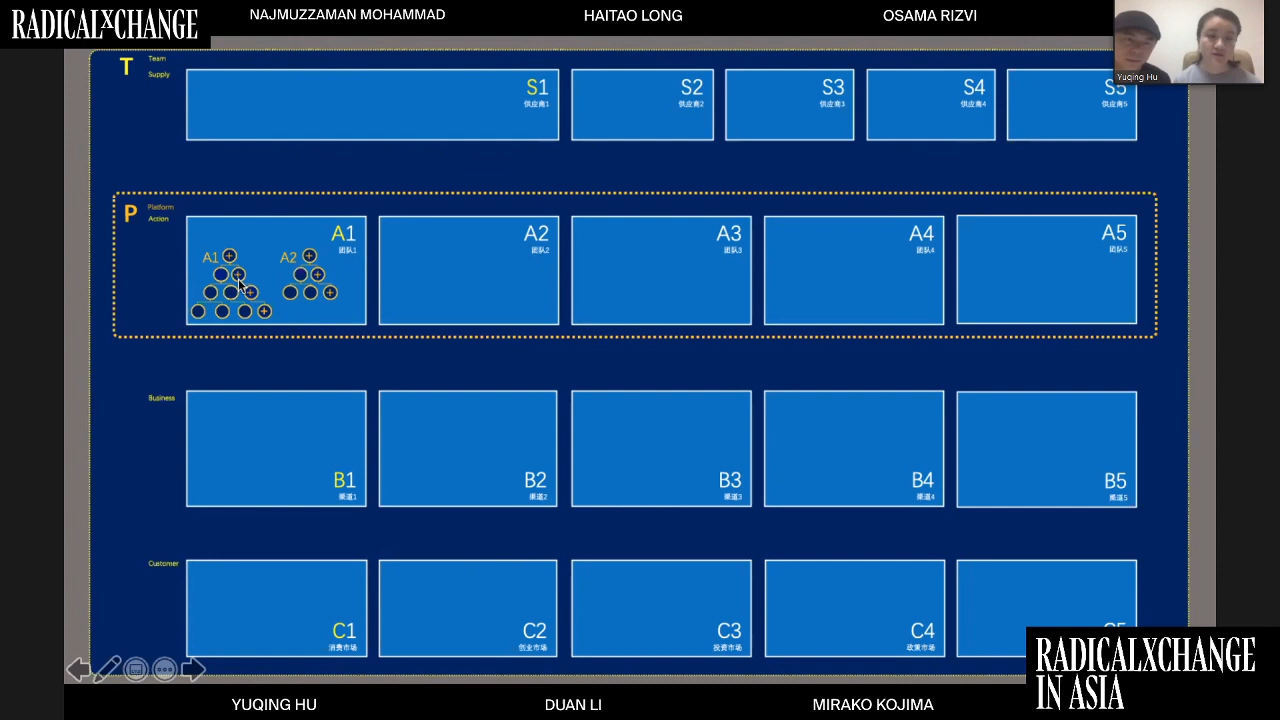 RADICALXCHANGE
NAJMUZZAMAN MOHAMMAD
HAITAO LONG
OSAMA RIZVI
Yuqing Hu
T
Team
Supply
S1
供应商1
S2
供应商2
S3
供应商3
S4
供应商4
S5
供应商5
P
Platform
Action
A1
团队1
A1
A2
A2
团队2
A3
团队3
A4
团队4
A5
团队5
Business
B1
渠道1
B2
渠道2
B3
渠道3
B4
渠道4
B5
渠道5
Customer
C1
消费市场
C2
创业市场
C3
投资市场
C4
政策市场
C5
RADICALXCHANGE
IN ASIA
YUQING HU
DUAN LI
MIRAKO KOJIMA